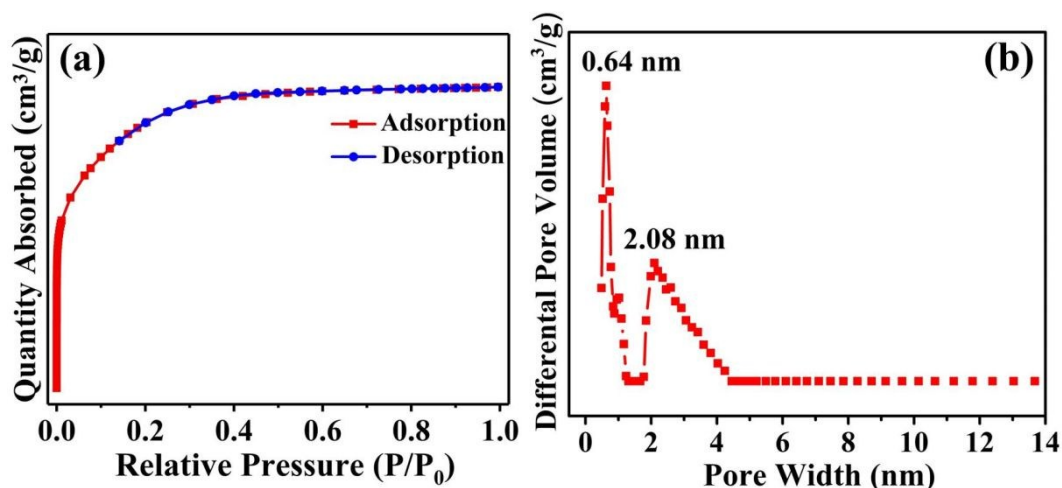 (a)
Quantity Absorbed (cm³/g)
Adsorption
Desorption
0.0 0.2 0.4 0.6 0.8 1.0
Relative Pressure (P/P₀)
(b)
Differental Pore Volume (cm³/g)
0.64 nm
2.08 nm
0 2 4 6 8 10 12 14
Pore Width (nm)